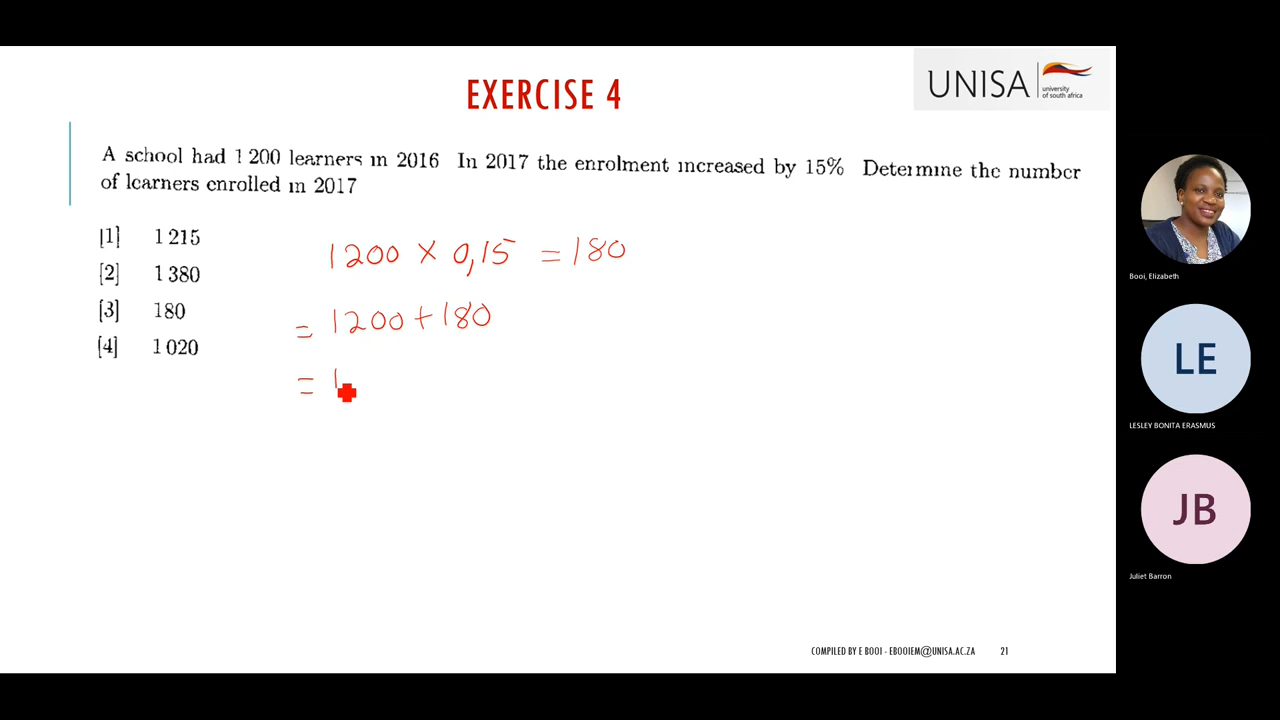 EXERCISE 4
UNISA university of south africa
A school had 1 200 learners in 2016 In 2017 the enrolment increased by 15% Determine the number
of learners enrolled in 2017
[1] 1 215
[2] 1 380
[3] 180
[4] 1 020
1200 × 0,15 = 180
= 1200 + 180
= 1
Booi, Elizabeth
LE
LESLEY BONITA ERASMUS
JB
Juliet Barron
COMPILED BY E BOOI - EBOOIEM@UNISA.AC.ZA 21